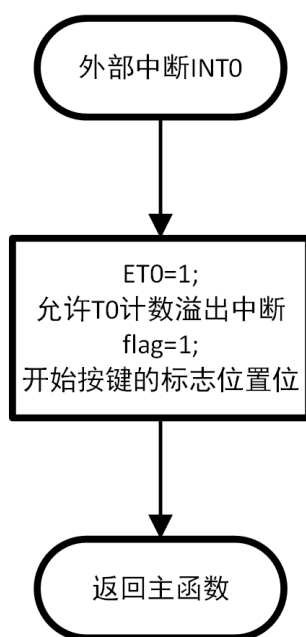 外部中断INT0
ET0=1;
允许T0计数溢出中断
flag=1;
开始按键的标志位置位
返回主函数